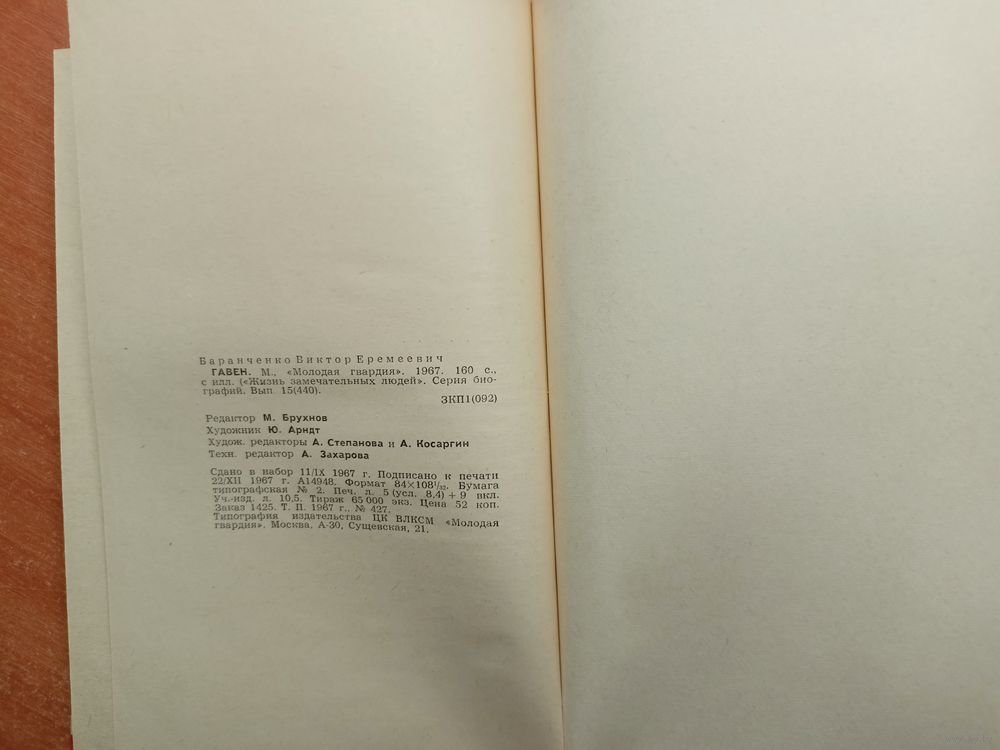 Баранченко Виктор Еремеевич
ГАВЕН. М., «Молодая гвардия». 1967. 160 с.,
с илл. («Жизнь замечательных людей». Серия био-
графий. Вып. 15(440).
ЗКП1(092)
Редактор М. Брухнов
Художник Ю. Арндт
Худож. редакторы А. Степанова и А. Косаргин
Техн. редактор А. Захарова
Сдано в набор 11/IX 1967 г. Подписано к печати
22/XII 1967 г. А14948. Формат 84×108¹/₃₂. Бумага
типографская № 2. Печ. л. 5 (Усл. 8,4) + 9 вкл.
Уч.-изд. л. 10,5. Тираж 65 000 экз. Цена 52 коп.
Заказ 1425. Т. П. 1967 г., № 427.
Типография издательства ЦК ВЛКСМ «Молодая
гвардия». Москва, А-30, Сущевская, 21.